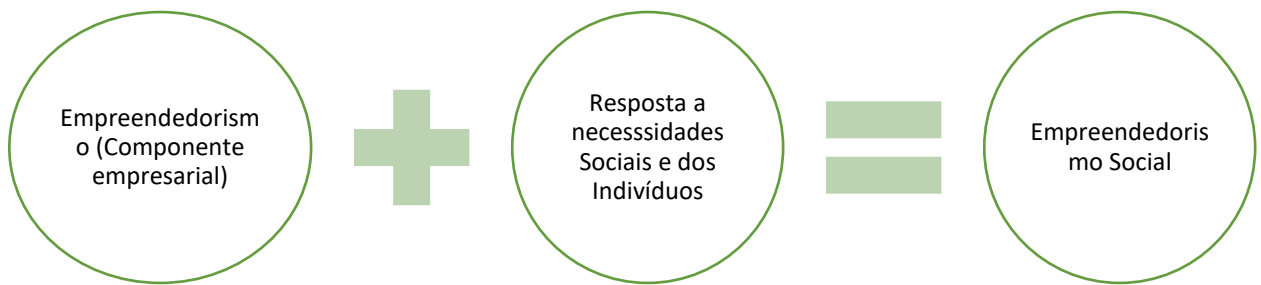 Empreendedorism
o (Componente
empresarial)
Resposta a
necesssidades
Sociais e dos
Indivíduos
Empreendedoris
mo Social